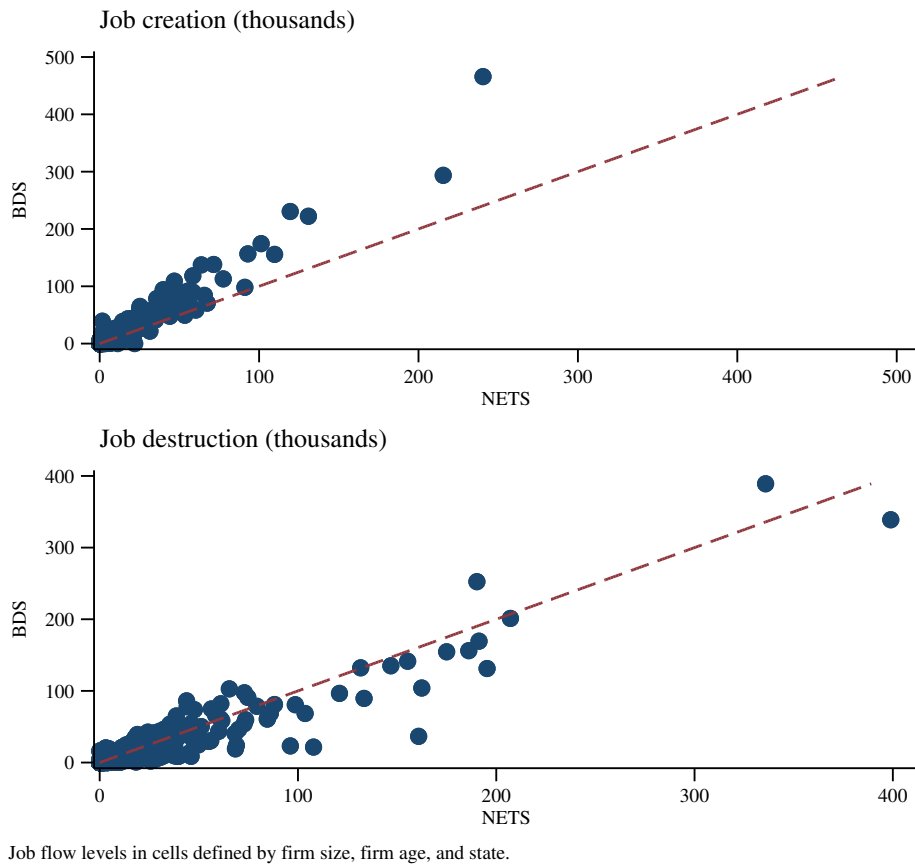 Job creation (thousands)
500
400
300
200
100
0
BDS
0 100 200 300 400 500
NETS
Job destruction (thousands)
400
300
200
100
0
BDS
0 100 200 300 400
NETS
Job flow levels in cells defined by firm size, firm age, and state.